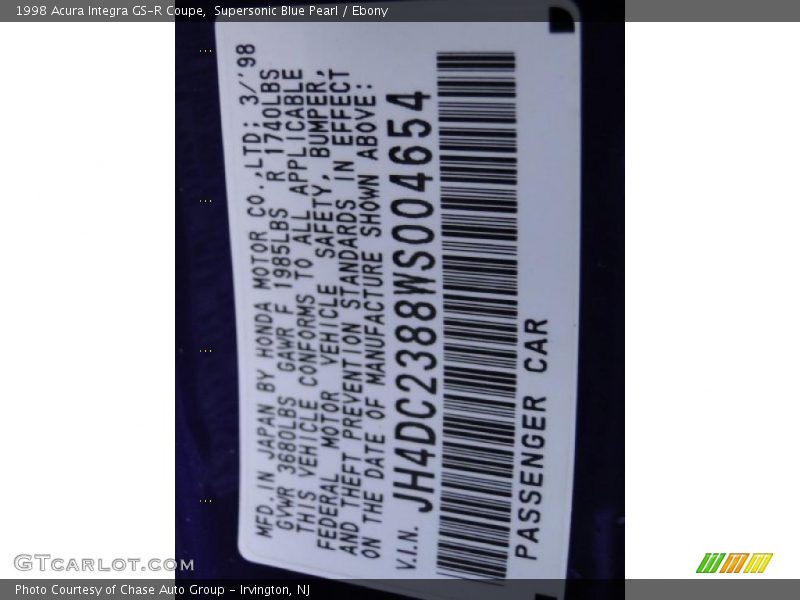 1998 Acura Integra GS-R Coupe,  Supersonic Blue Pearl / Ebony
MFD. IN JAPAN BY HONDA MOTOR CO.,LTD; 3/'98
GVWR 3680LBS GAWR F 1985LBS R 1740LBS
THIS VEHICLE CONFORMS TO ALL APPLICABLE
FEDERAL MOTOR VEHICLE SAFETY, BUMPER,
AND THEFT PREVENTION STANDARDS IN EFFECT
ON THE DATE OF MANUFACTURE SHOWN ABOVE:
V.I.N. JH4DC2388WS004654
PASSENGER CAR
GTcarlot.com
Photo Courtesy of Chase Auto Group - Irvington, NJ